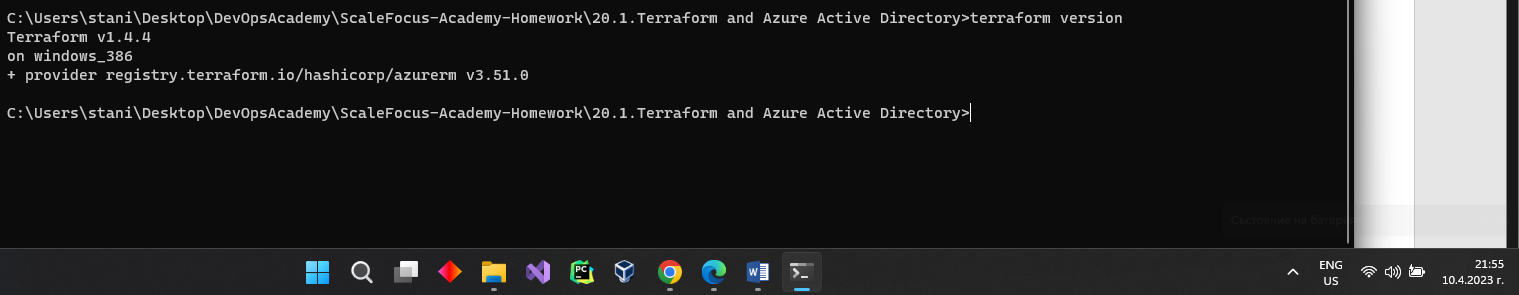 C:\Users\stani\Desktop\DevOpsAcademy\ScaleFocus-Academy-Homework\20.1.Terraform and Azure Active Directory>terraform version
Terraform v1.4.4
on windows_386
+ provider registry.terraform.io/hashicorp/azurerm v3.51.0
C:\Users\stani\Desktop\DevOpsAcademy\ScaleFocus-Academy-Homework\20.1.Terraform and Azure Active Directory>
Състояние на
PC
W
ENG
US
21:55
10.4.2023 г.